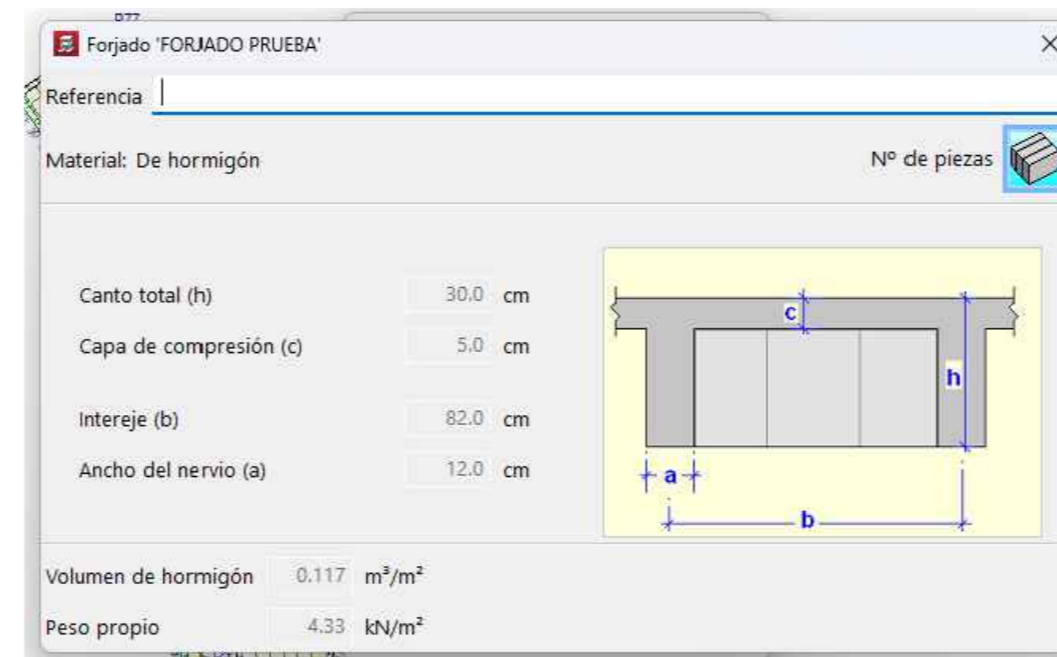 Forjado 'FORJADO PRUEBA'
Referencia
Material: De hormigón
Nº de piezas
Canto total (h) 30.0 cm
Capa de compresión (c) 5.0 cm
Intereje (b) 82.0 cm
Ancho del nervio (a) 12.0 cm
c
h
a
b
Volumen de hormigón 0.117 m³/m²
Peso propio 4.33 kN/m²